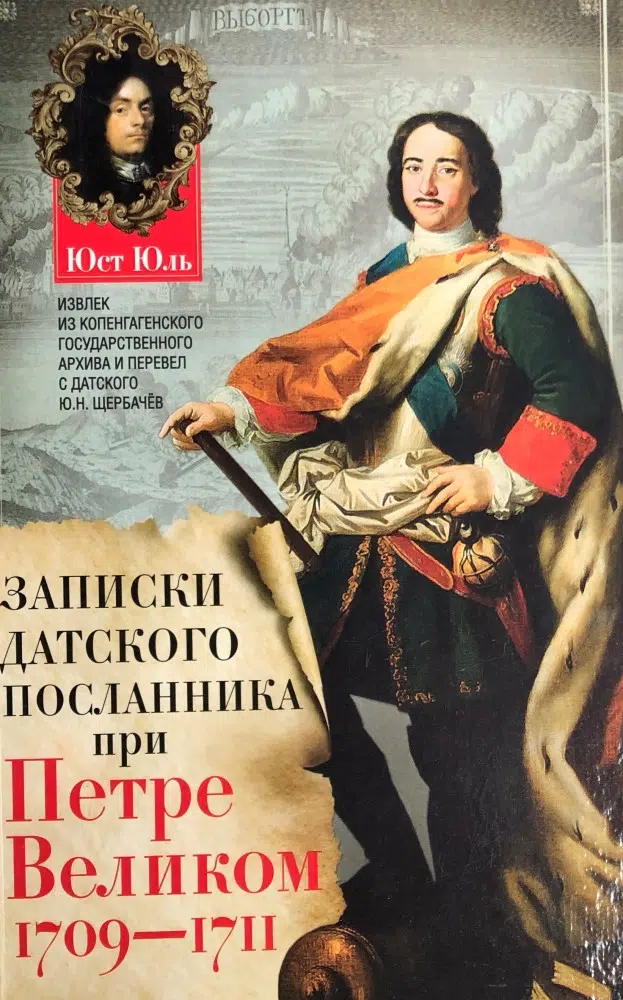 ВЫБОРГЪ
Юст Юль
ИЗВЛЕК
ИЗ КОПЕНГАГЕНСКОГО
ГОСУДАРСТВЕННОГО
АРХИВА И ПЕРЕВЕЛ
С ДАТСКОГО
Ю.Н. ЩЕРБАЧЁВ
ЗАПИСКИ
ДАТСКОГО
ПОСЛАННИКА
при
Петре
Великом
1709—1711